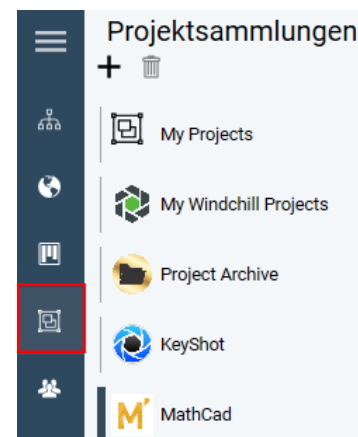 Projektsammlungen
My Projects
My Windchill Projects
Project Archive
KeyShot
M' MathCad